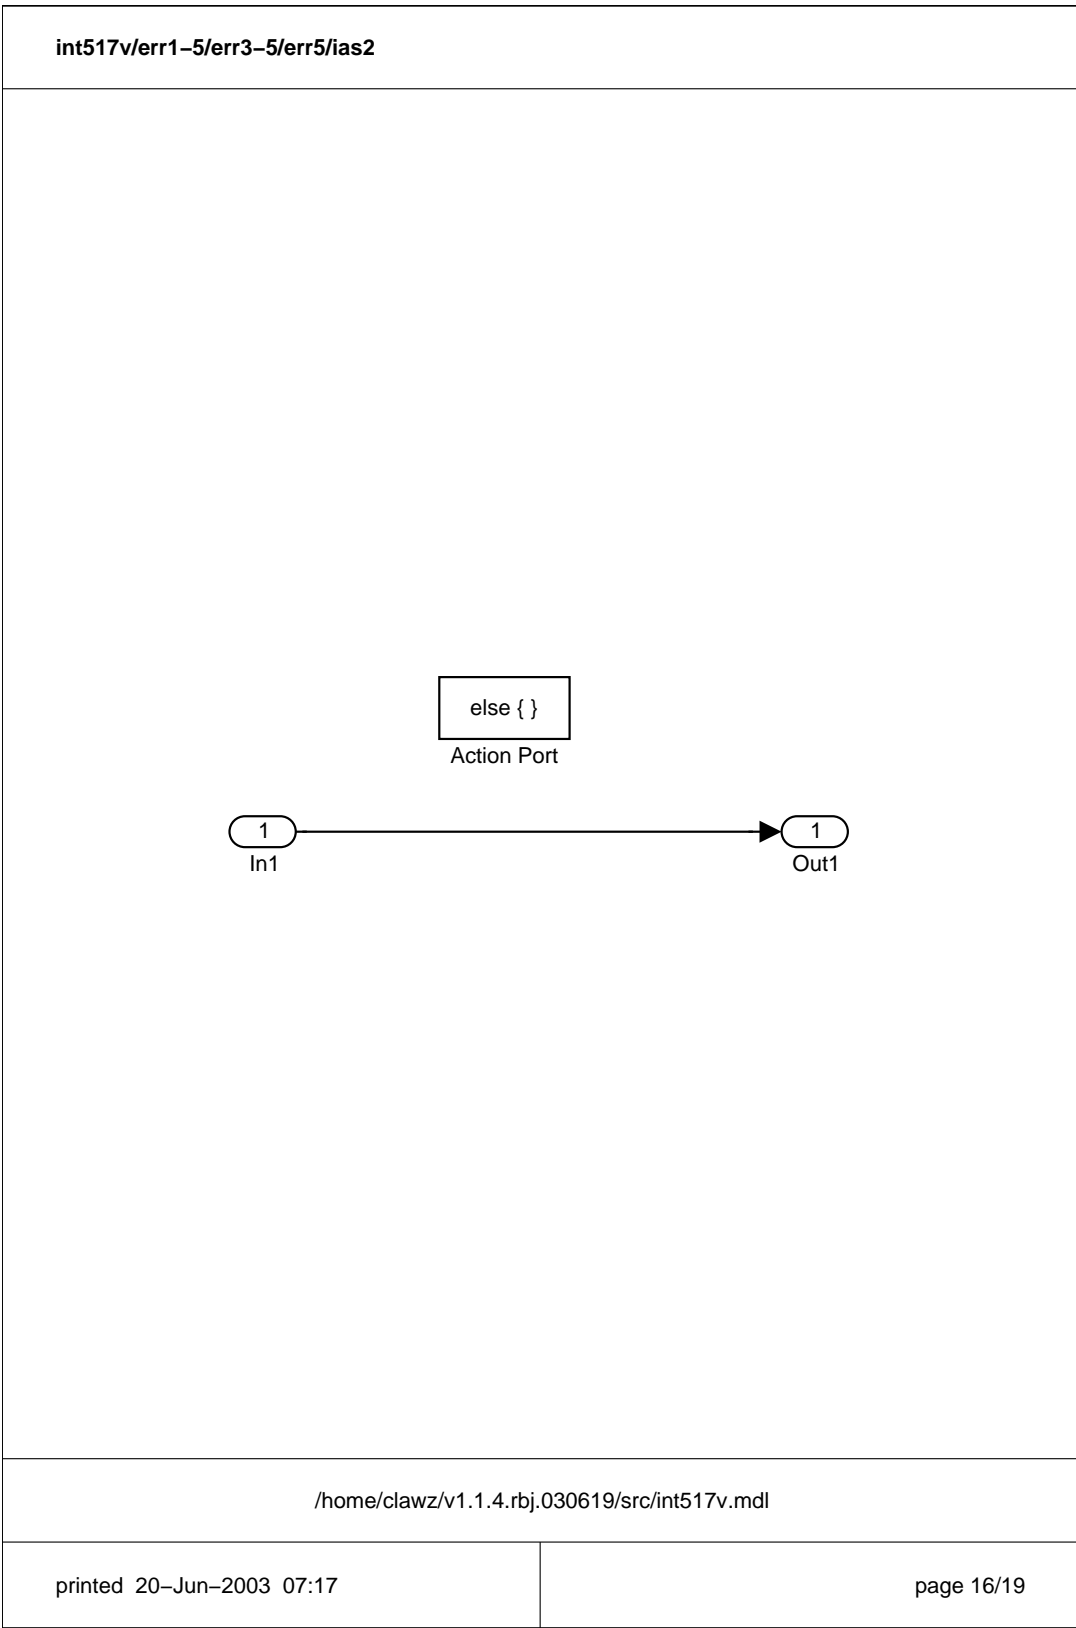 int517v/err1−5/err3−5/err5/ias2
else { }
Action Port
1
1
In1
Out1
/home/clawz/v1.1.4.rbj.030619/src/int517v.mdl
printed 20−Jun−2003 07:17
page 16/19